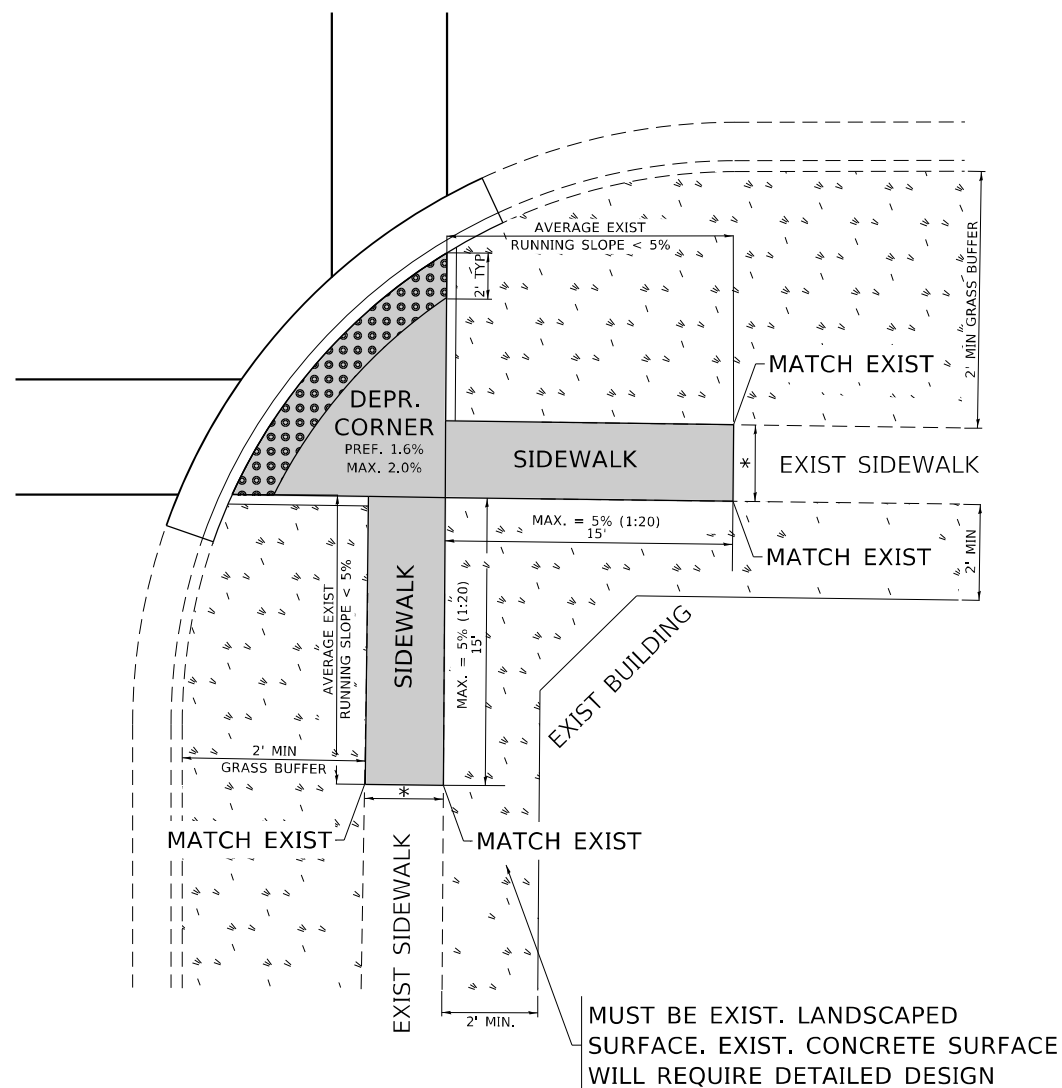 AVERAGE EXIST
RUNNING SLOPE < 5%
2' TYP
2' MIN GRASS BUFFER
MATCH EXIST
DEPR.
CORNER
PREF. 1.6%
MAX. 2.0%
SIDEWALK
*
EXIST SIDEWALK
MAX. = 5% (1:20)
15'
MATCH EXIST
2' MIN
AVERAGE EXIST
RUNNING SLOPE < 5%
SIDEWALK
MAX. = 5% (1:20)
15'
EXIST BUILDING
2' MIN
GRASS BUFFER
*
MATCH EXIST
MATCH EXIST
EXIST SIDEWALK
2' MIN.
MUST BE EXIST. LANDSCAPED
SURFACE. EXIST. CONCRETE SURFACE
WILL REQUIRE DETAILED DESIGN